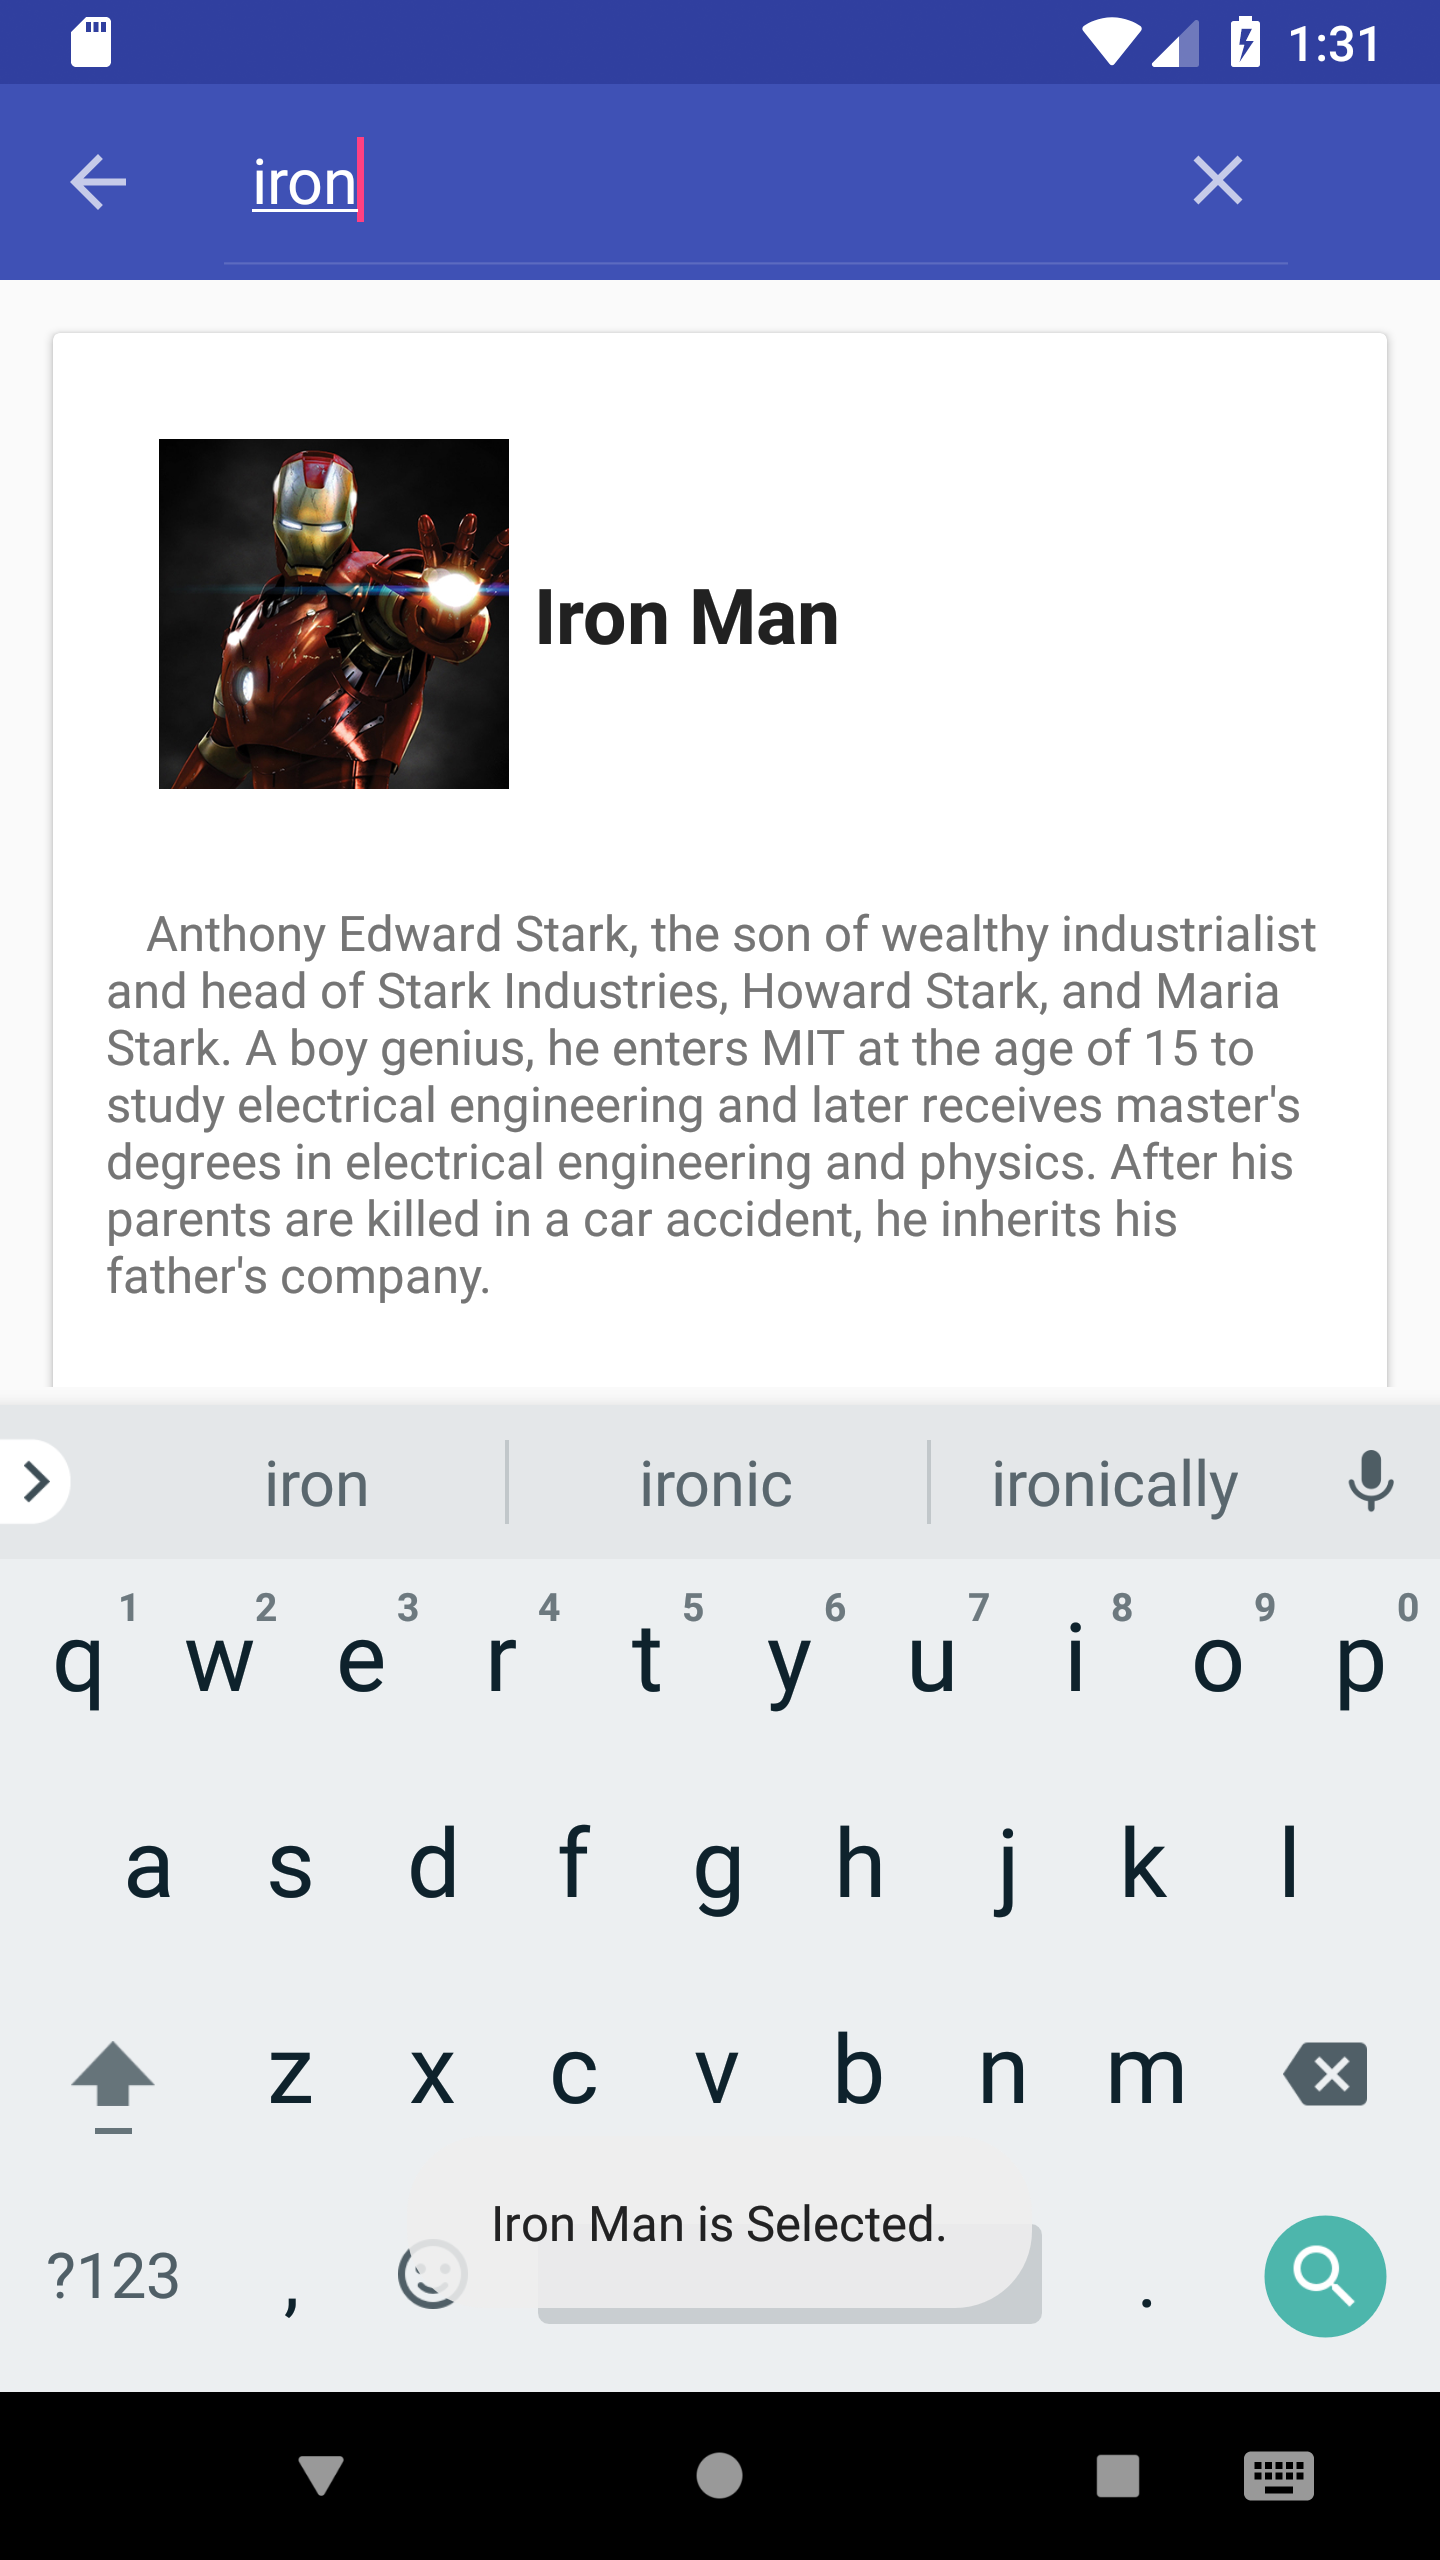 1:31
iron
Iron Man
Anthony Edward Stark, the son of wealthy industrialist
and head of Stark Industries, Howard Stark, and Maria
Stark. A boy genius, he enters MIT at the age of 15 to
study electrical engineering and later receives master's
degrees in electrical engineering and physics. After his
parents are killed in a car accident, he inherits his
father's company.
iron ironic ironically
1 2 3 4 5 6 7 8 9 0
q w e r t y u i o p
a s d f g h j k l
z x c v b n m
Iron Man is Selected.
?123 , .